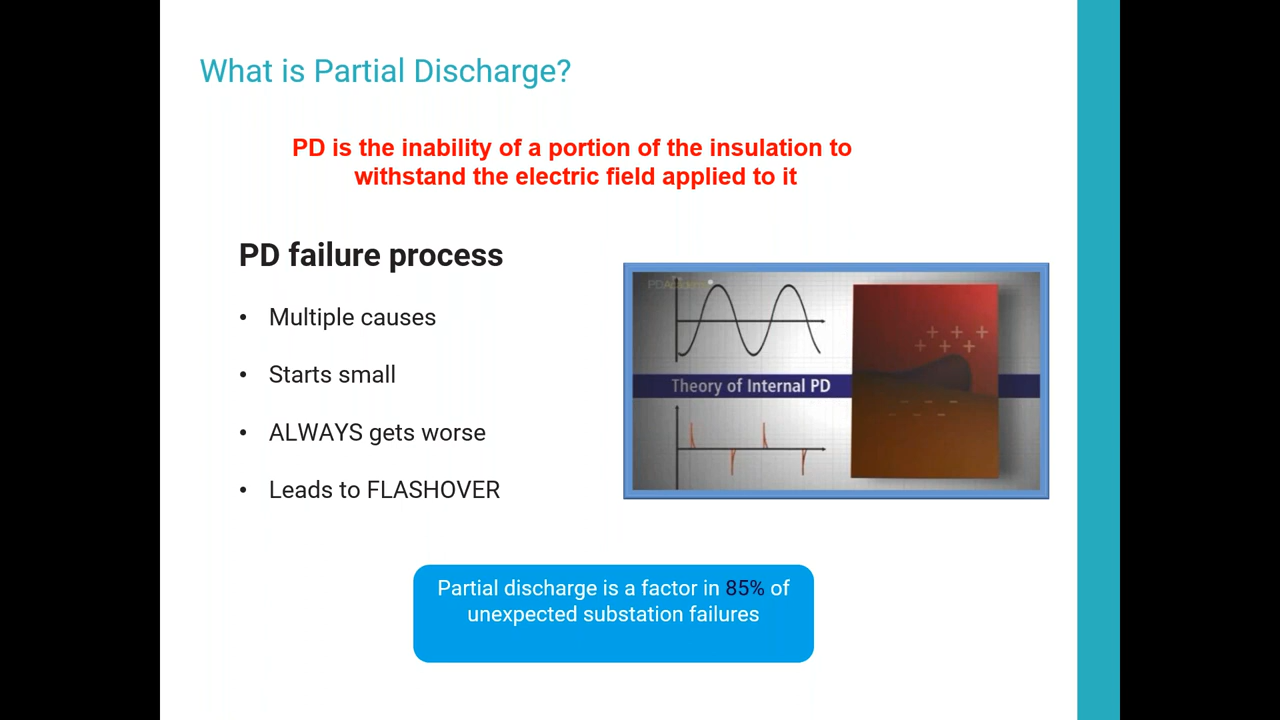 What is Partial Discharge?
PD is the inability of a portion of the insulation to
withstand the electric field applied to it
PD failure process
• Multiple causes
• Starts small
• ALWAYS gets worse
• Leads to FLASHOVER
PDAcademy
+ + +
+ + +
Theory of Internal PD
Partial discharge is a factor in 85% of
unexpected substation failures